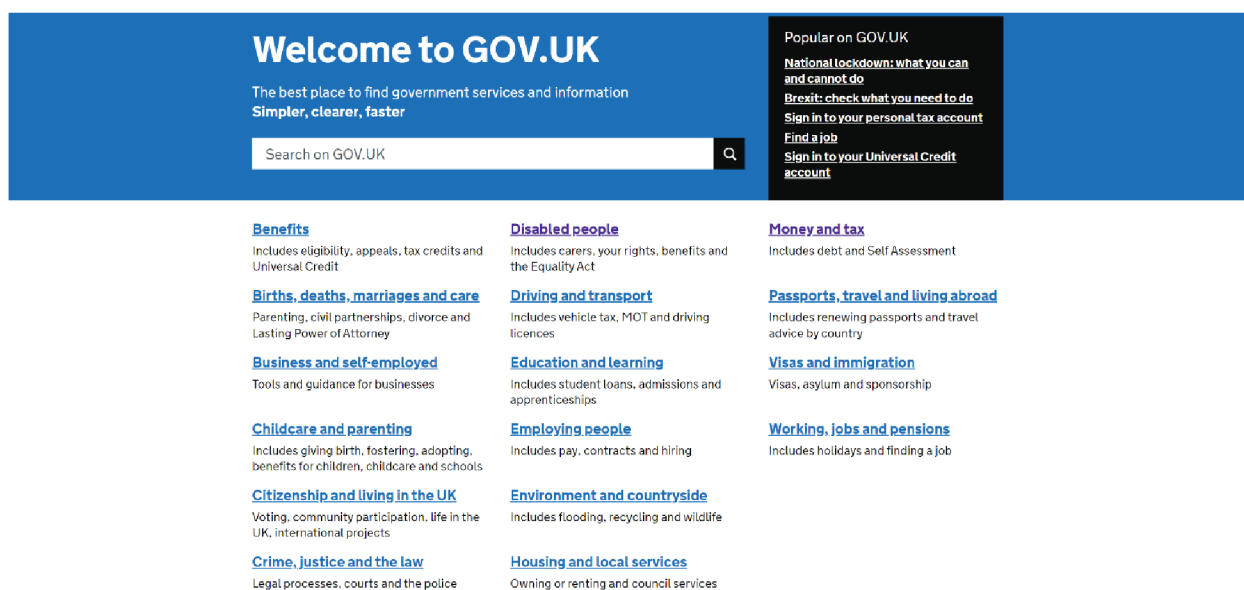 Welcome to GOV.UK
The best place to find government services and information
Simpler, clearer, faster
Search on GOV.UK
Popular on GOV.UK
National lockdown: what you can
and cannot do
Brexit: check what you need to do
Sign in to your personal tax account
Find a job
Sign in to your Universal Credit
account
Benefits
Includes eligibility, appeals, tax credits and
Universal Credit
Births, deaths, marriages and care
Parenting, civil partnerships, divorce and
Lasting Power of Attorney
Business and self-employed
Tools and guidance for businesses
Childcare and parenting
Includes giving birth, fostering, adopting,
benefits for children, childcare and schools
Citizenship and living in the UK
Voting, community participation, life in the
UK, international projects
Crime, justice and the law
Legal processes, courts and the police
Disabled people
Includes carers, your rights, benefits and
the Equality Act
Driving and transport
Includes vehicle tax, MOT and driving
licences
Education and learning
Includes student loans, admissions and
apprenticeships
Employing people
Includes pay, contracts and hiring
Environment and countryside
Includes flooding, recycling and wildlife
Housing and local services
Owning or renting and council services
Money and tax
Includes debt and Self Assessment
Passports, travel and living abroad
Includes renewing passports and travel
advice by country
Visas and immigration
Visas, asylum and sponsorship
Working, jobs and pensions
Includes holidays and finding a job